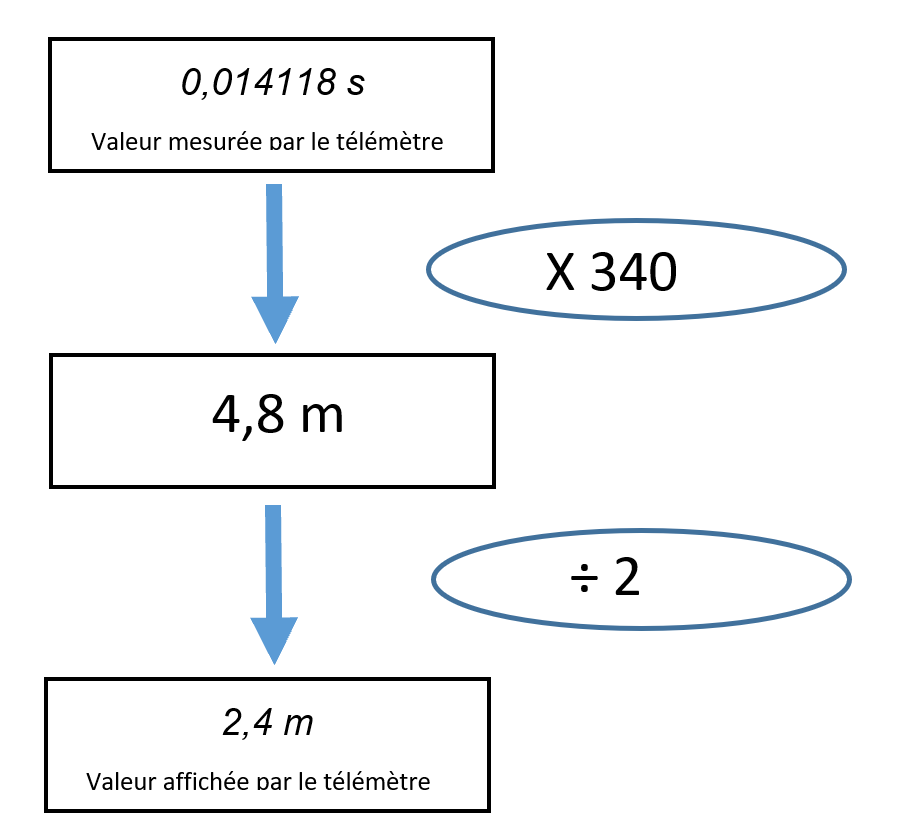 0,014118 s
Valeur mesurée par le télémètre
X 340
4,8 m
÷ 2
2,4 m
Valeur affichée par le télémètre